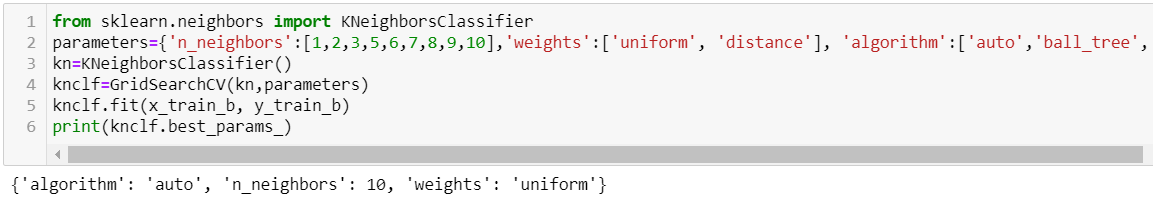 1 from sklearn.neighbors import KNeighborsClassifier
2 parameters={'n_neighbors':[1,2,3,5,6,7,8,9,10],'weights':['uniform', 'distance'], 'algorithm':['auto','ball_tree',
3 kn=KNeighborsClassifier()
4 knclf=GridSearchCV(kn,parameters)
5 knclf.fit(x_train_b, y_train_b)
6 print(knclf.best_params_)
{'algorithm': 'auto', 'n_neighbors': 10, 'weights': 'uniform'}